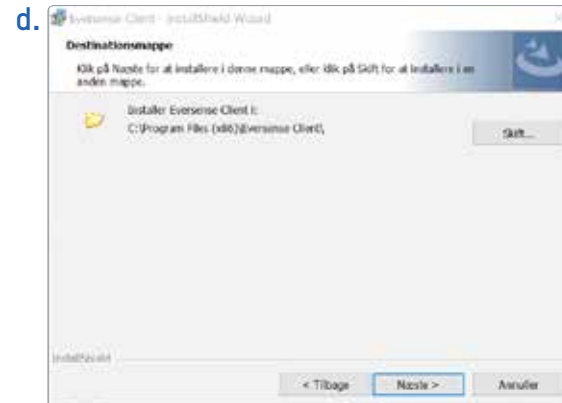 d.
Eversense Client - InstallShield Wizard
Destinationsmappe
Klik på Næste for at installere i denne mappe, eller klik på Skift for at installere i en
anden mappe.
Installer Eversense Client i:
C:\Program Files (x86)\Eversense Client\
Skift...
InstallShield
< Tilbage
Næste >
Annuller